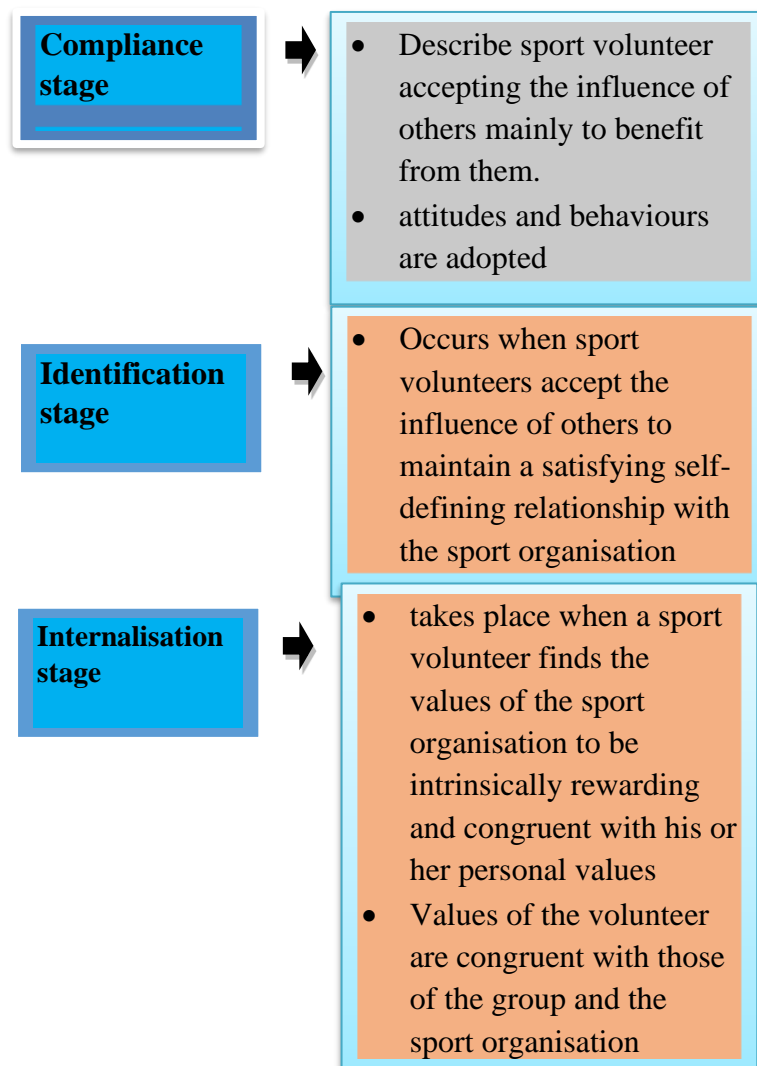 Compliance
stage
• Describe sport volunteer
accepting the influence of
others mainly to benefit
from them.
• attitudes and behaviours
are adopted
Identification
stage
• Occurs when sport
volunteers accept the
influence of others to
maintain a satisfying self-
defining relationship with
the sport organisation
Internalisation
stage
• takes place when a sport
volunteer finds the
values of the sport
organisation to be
intrinsically rewarding
and congruent with his or
her personal values
• Values of the volunteer
are congruent with those
of the group and the
sport organisation